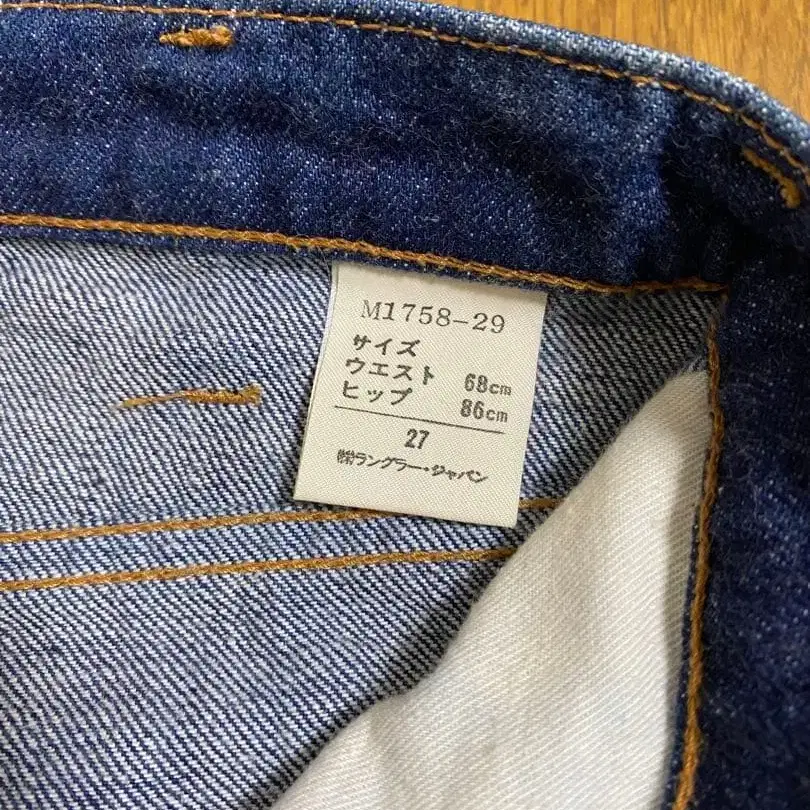 M1758-29
サイズ
ウエスト 68cm
ヒップ 86cm
27
㈱ラングラー・ジャパン